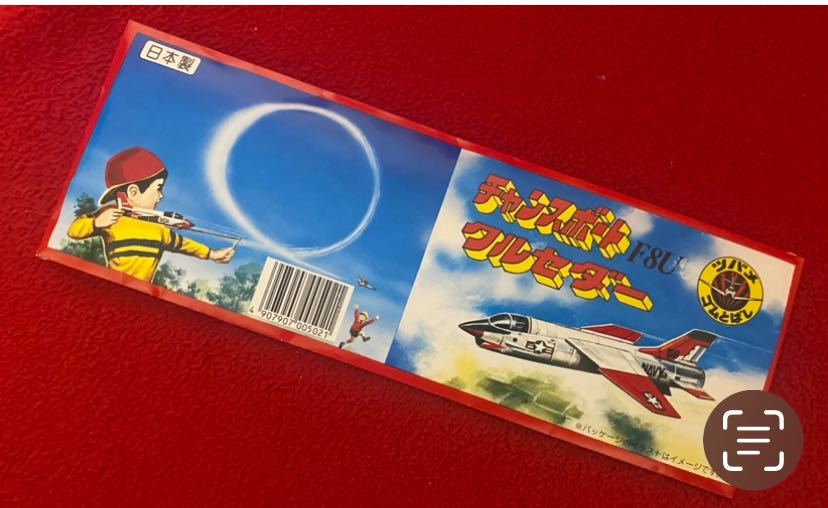 日本製
4 907907 005021
チャンスボート
F8U
クルセーダー
ツバメ
ゴムとばし
NAVY
※パッケージのイラストはイメージです